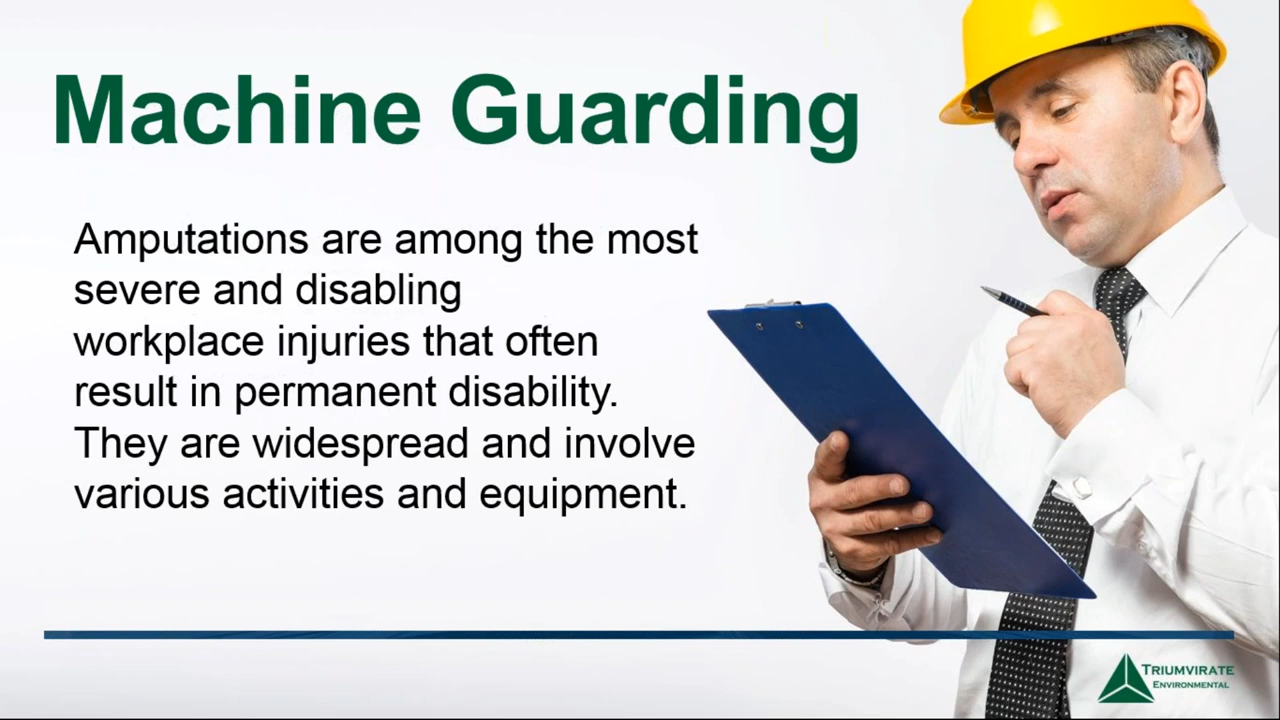 Machine Guarding
Amputations are among the most
severe and disabling
workplace injuries that often
result in permanent disability.
They are widespread and involve
various activities and equipment.
TRIUMVIRATE
ENVIRONMENTAL